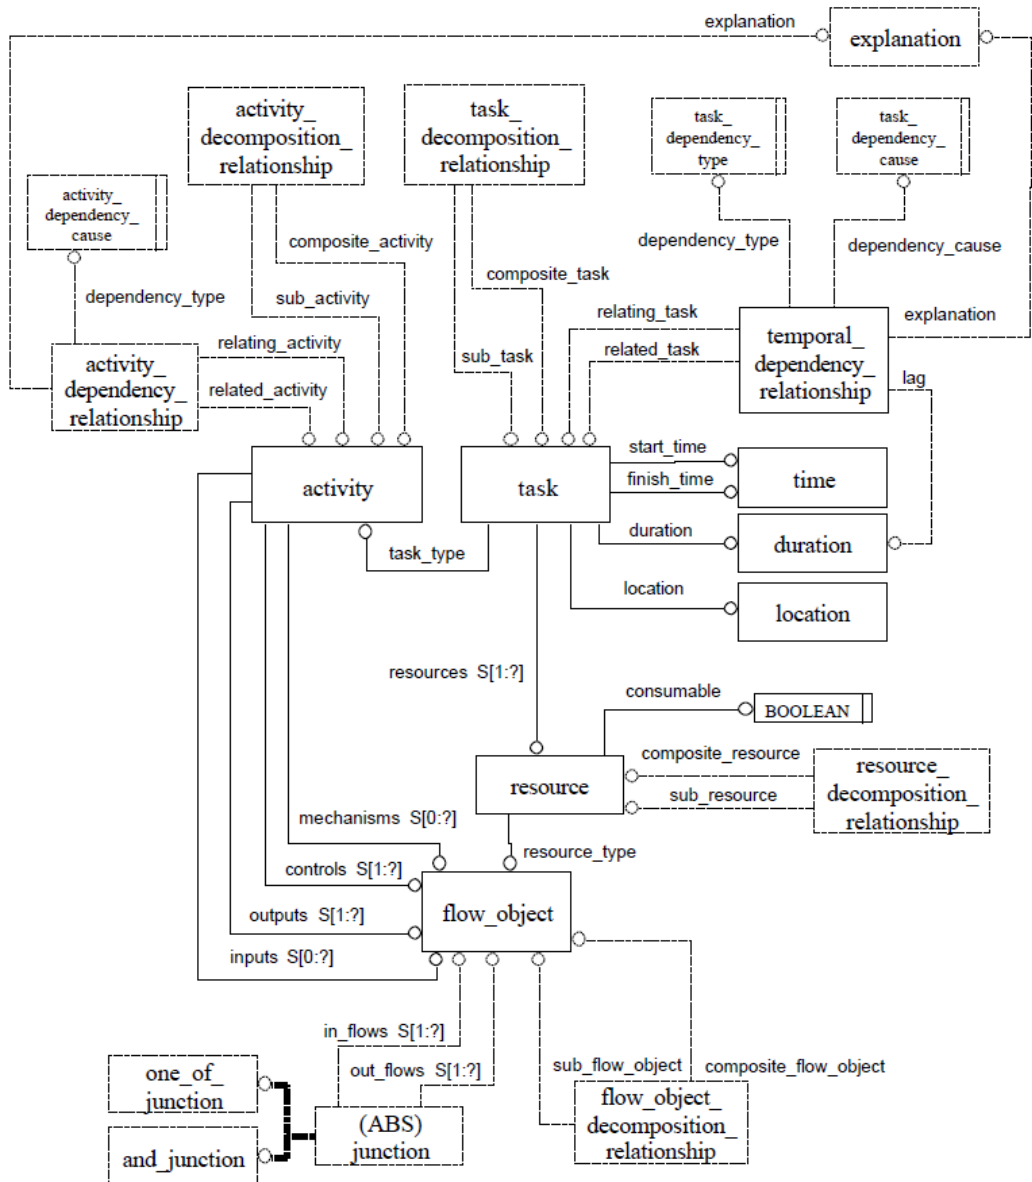 explanation
explanation
activity_
decomposition_
relationship
task_
decomposition_
relationship
task_
dependency_
type
task_
dependency_
cause
activity_
dependency_
cause
composite_activity
dependency_type
dependency_cause
composite_task
dependency_type
sub_activity
relating_task
explanation
temporal_
dependency_
relationship
relating_activity
sub_task
related_task
activity_
dependency_
relationship
related_activity
lag
start_time
activity
task
finish_time
time
task_type
duration
duration
location
location
resources S[1:?]
consumable
BOOLEAN
composite_resource
resource
resource_
decomposition_
relationship
sub_resource
mechanisms S[0:?]
resource_type
controls S[1:?]
flow_object
outputs S[1:?]
inputs S[0:?]
in_flows S[1:?]
out_flows S[1:?]
sub_flow_object
composite_flow_object
one_of_
junction
(ABS)
junction
flow_object_
decomposition_
relationship
and_junction